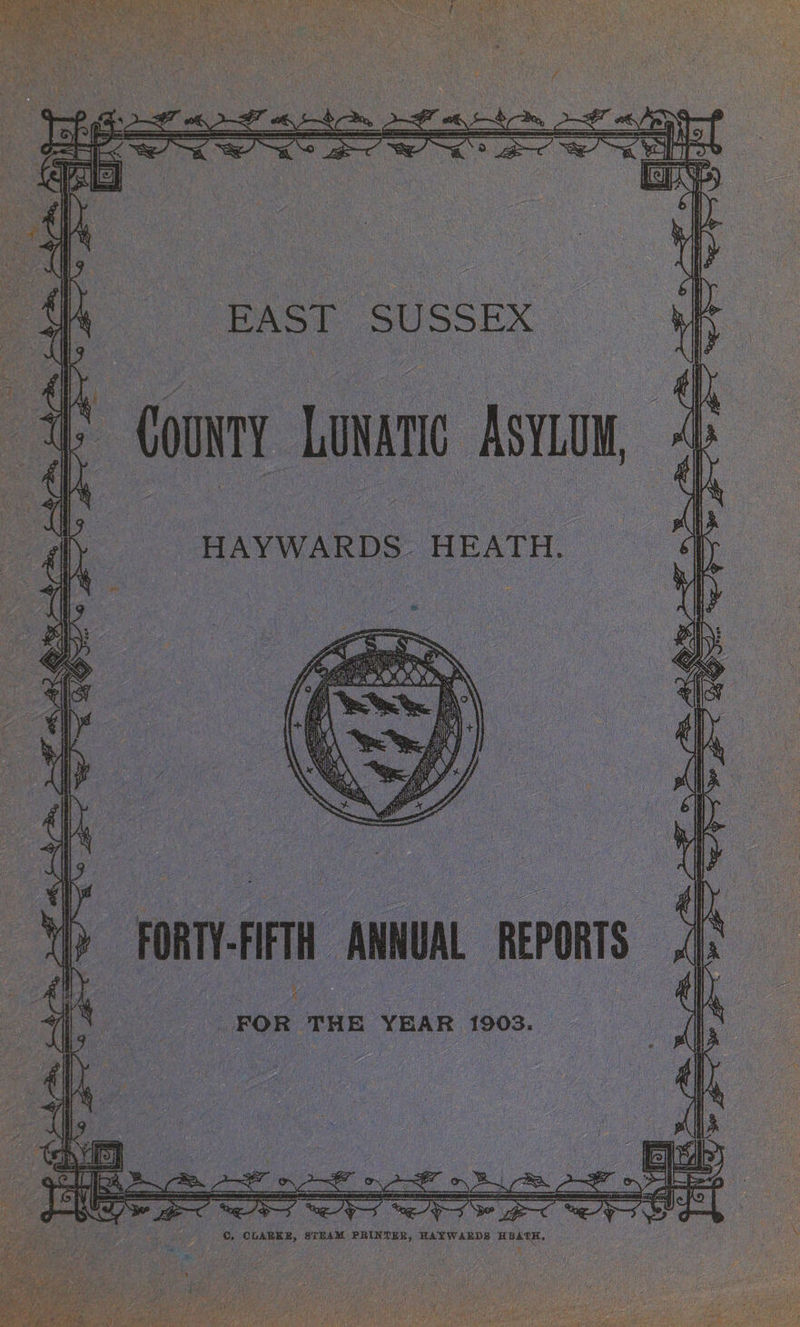 EAST SUSSEX
COUNTY LUNATIC ASYLUM,
HAYWARDS HEATH.
SUSSEX
FORTY-FIFTH ANNUAL REPORTS
FOR THE YEAR 1903.
C. CLARKE, STEAM PRINTER, HAYWARDS HEATH.